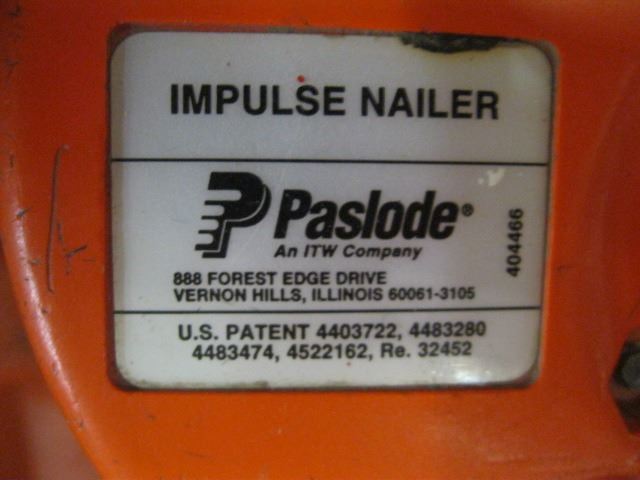 IMPULSE NAILER
Paslode®
An ITW Company
888 FOREST EDGE DRIVE
VERNON HILLS, ILLINOIS 60061-3105
404466
U.S. PATENT 4403722, 4483280
4483474, 4522162, Re. 32452